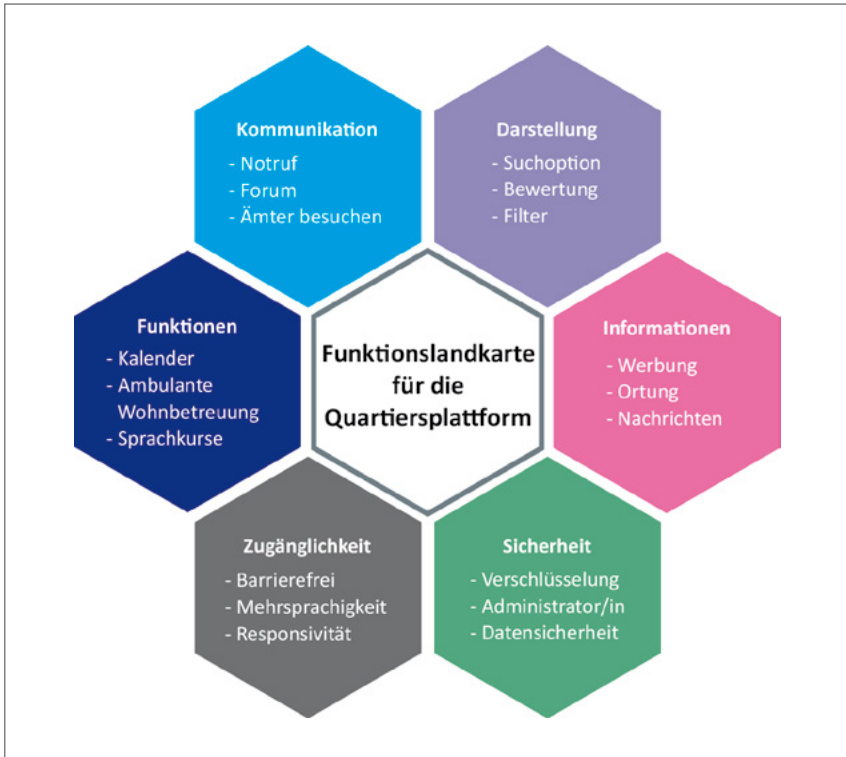 Kommunikation
- Notruf
- Forum
- Ämter besuchen
Darstellung
- Suchoption
- Bewertung
- Filter
Funktionen
- Kalender
- Ambulante
Wohnbetreuung
- Sprachkurse
Funktionslandkarte
für die
Quartiersplattform
Informationen
- Werbung
- Ortung
- Nachrichten
Zugänglichkeit
- Barrierefrei
- Mehrsprachigkeit
- Responsivität
Sicherheit
- Verschlüsselung
- Administrator/in
- Datensicherheit